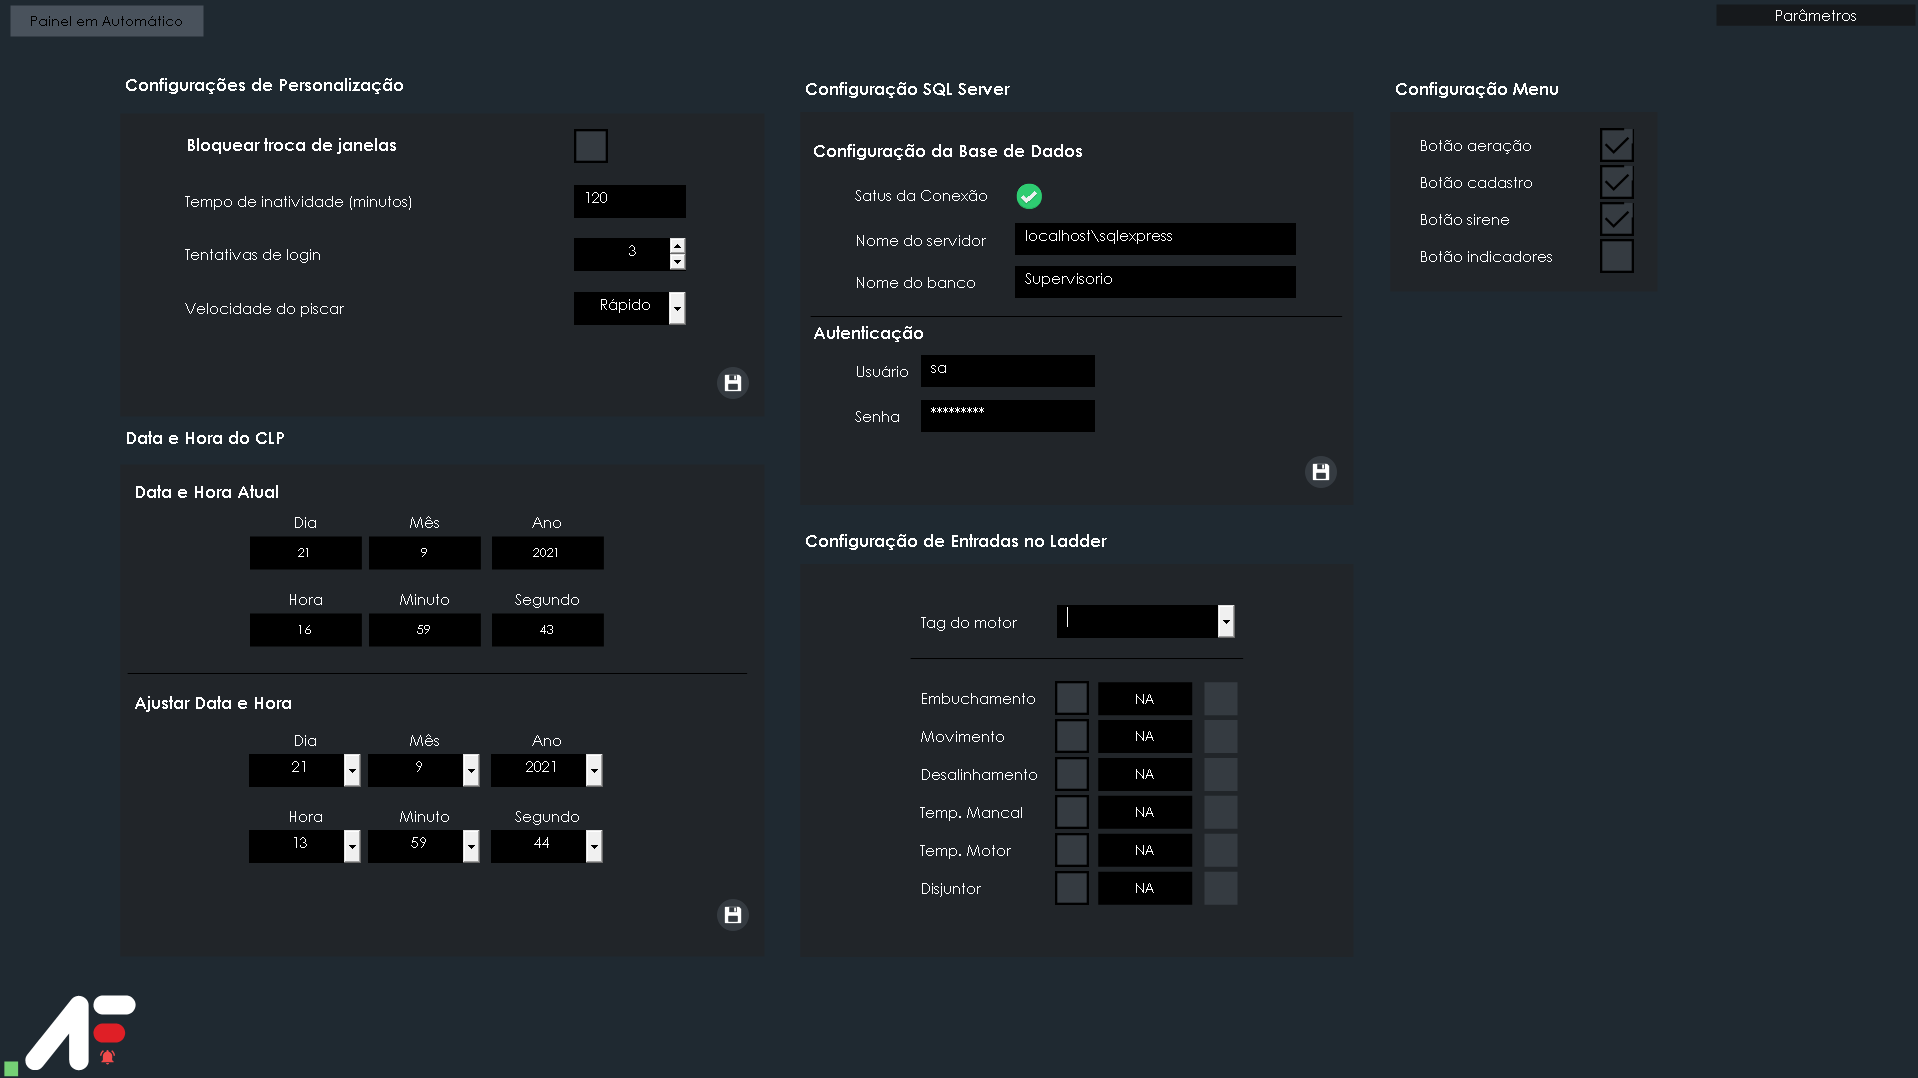 Painel em Automático
Parâmetros
Configurações de Personalização
Bloquear troca de janelas
Tempo de inatividade (minutos) 120
Tentativas de login 3
Velocidade do piscar Rápido
Data e Hora do CLP
Data e Hora Atual
Dia Mês Ano
21 9 2021
Hora Minuto Segundo
16 59 43
Ajustar Data e Hora
Dia Mês Ano
21 9 2021
Hora Minuto Segundo
13 59 44
Configuração SQL Server
Configuração da Base de Dados
Satus da Conexão
Nome do servidor localhost\sqlexpress
Nome do banco Supervisorio
Autenticação
Usuário sa
Senha *********
Configuração de Entradas no Ladder
Tag do motor
Embuchamento NA
Movimento NA
Desalinhamento NA
Temp. Mancal NA
Temp. Motor NA
Disjuntor NA
Configuração Menu
Botão aeração
Botão cadastro
Botão sirene
Botão indicadores
AF